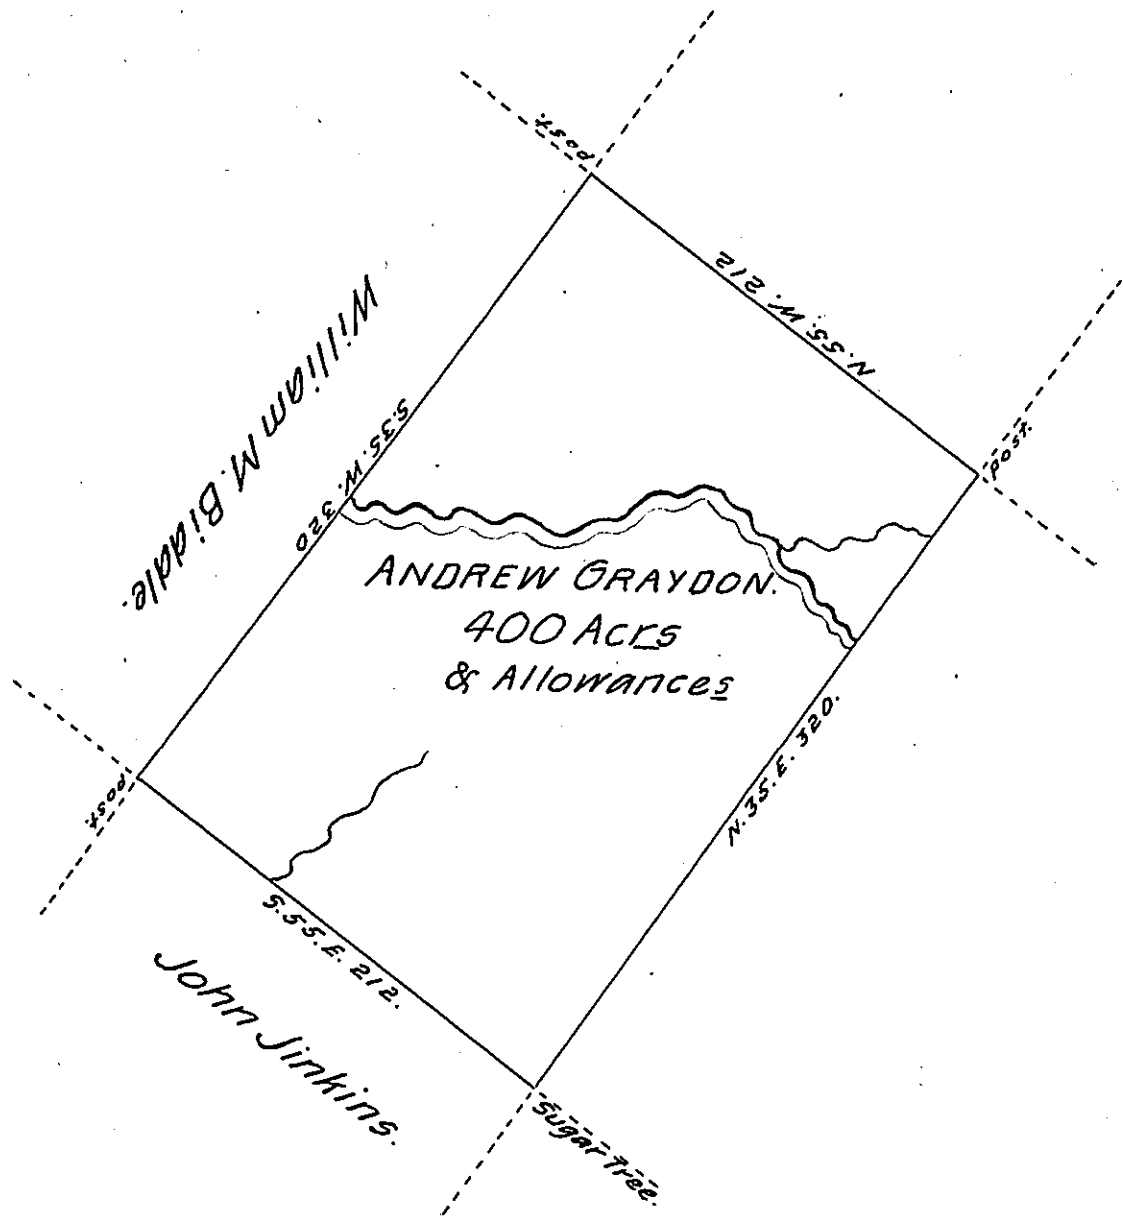 post.
N. 55. W. 212
post.
William M. Biddle.
S. 35. W. 320
ANDREW GRAYDON.
400 Acrs
& Allowances
N. 35. E. 320.
post.
S. 55. E. 212.
John Jinkins.
Sugar Tree.